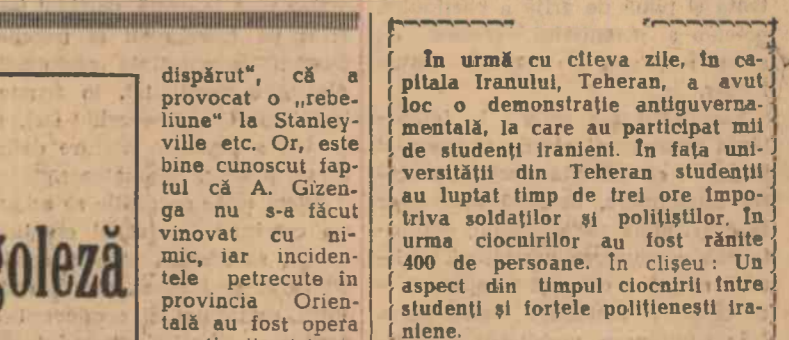 goleză
dispărut“, că a
provocat o „rebe-
liune“ la Stanley-
ville etc. Or, este
bine cunoscut fap-
tul că A. Gizen-
ga nu s-a făcut
vinovat cu ni-
mic, iar inciden-
tele petrecute în
provincia Orien-
tală au fost opera
În urmă cu cîteva zile, în ca-
pitala Iranului, Teheran, a avut
loc o demonstrație antiguverna-
mentală, la care au participat mii
de studenți iranieni. În fața uni-
versității din Teheran studenții
au luptat timp de trei ore împo-
triva soldaților și polițiștilor. În
urma ciocnirilor au fost rănite
400 de persoane. În clișeu : Un
aspect din timpul ciocnirii între
studenți și forțele polițienești ira-
niene.